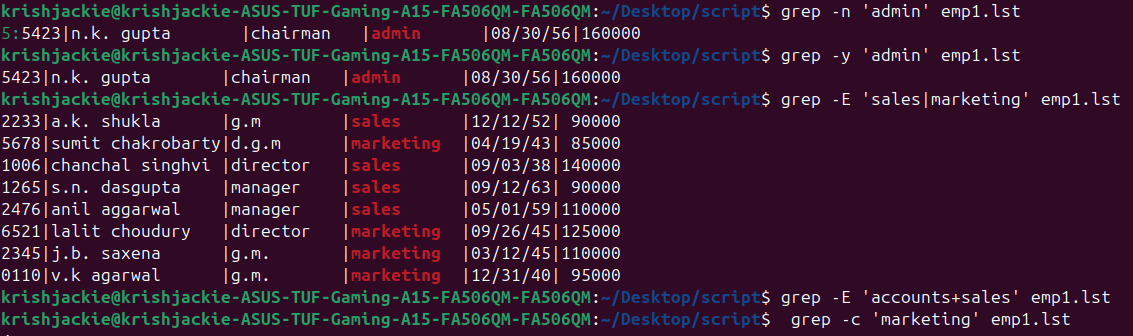 krishjackie@krishjackie-ASUS-TUF-Gaming-A15-FA506QM-FA506QM:~/Desktop/script$ grep -n 'admin' emp1.lst
5:5423|n.k. gupta      |chairman   |admin      |08/30/56|160000
krishjackie@krishjackie-ASUS-TUF-Gaming-A15-FA506QM-FA506QM:~/Desktop/script$ grep -y 'admin' emp1.lst
5423|n.k. gupta      |chairman   |admin     |08/30/56|160000
krishjackie@krishjackie-ASUS-TUF-Gaming-A15-FA506QM-FA506QM:~/Desktop/script$ grep -E 'sales|marketing' emp1.lst
2233|a.k. shukla     |g.m       |sales     |12/12/52| 90000
5678|sumit chakrobarty|d.g.m     |marketing |04/19/43| 85000
1006|chanchal singhvi |director  |sales     |09/03/38|140000
1265|s.n. dasgupta   |manager   |sales     |09/12/63| 90000
2476|anil aggarwal   |manager   |sales     |05/01/59|110000
6521|lalit choudury  |director  |marketing |09/26/45|125000
2345|j.b. saxena     |g.m.      |marketing |03/12/45|110000
0110|v.k agarwal     |g.m.      |marketing |12/31/40| 95000
krishjackie@krishjackie-ASUS-TUF-Gaming-A15-FA506QM-FA506QM:~/Desktop/script$ grep -E 'accounts+sales' emp1.lst
krishjackie@krishjackie-ASUS-TUF-Gaming-A15-FA506QM-FA506QM:~/Desktop/script$  grep -c 'marketing' emp1.lst